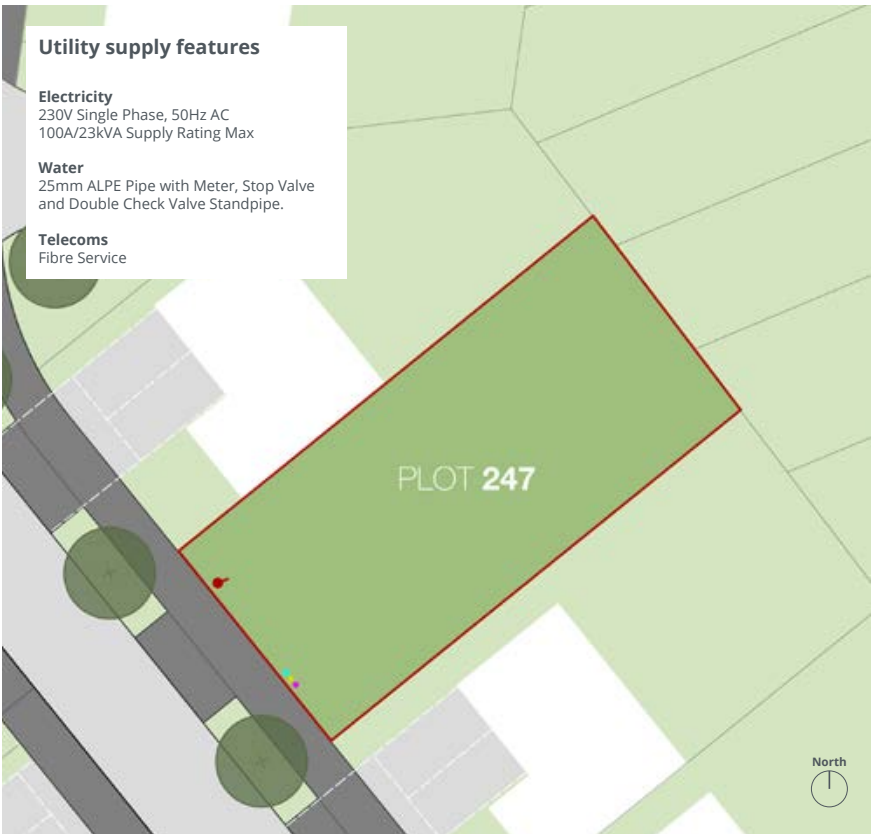 Utility supply features
Electricity
230V Single Phase, 50Hz AC
100A/23kVA Supply Rating Max
Water
25mm ALPE Pipe with Meter, Stop Valve
and Double Check Valve Standpipe.
Telecoms
Fibre Service
PLOT 247
North